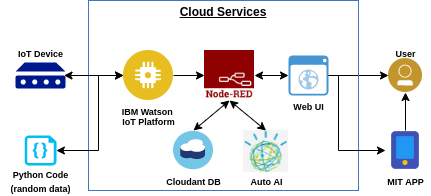 Cloud Services
IoT Device
User
IBM Watson
IoT Platform
Node-RED
Web UI
Python Code
(random data)
Cloudant DB
Auto AI
MIT APP